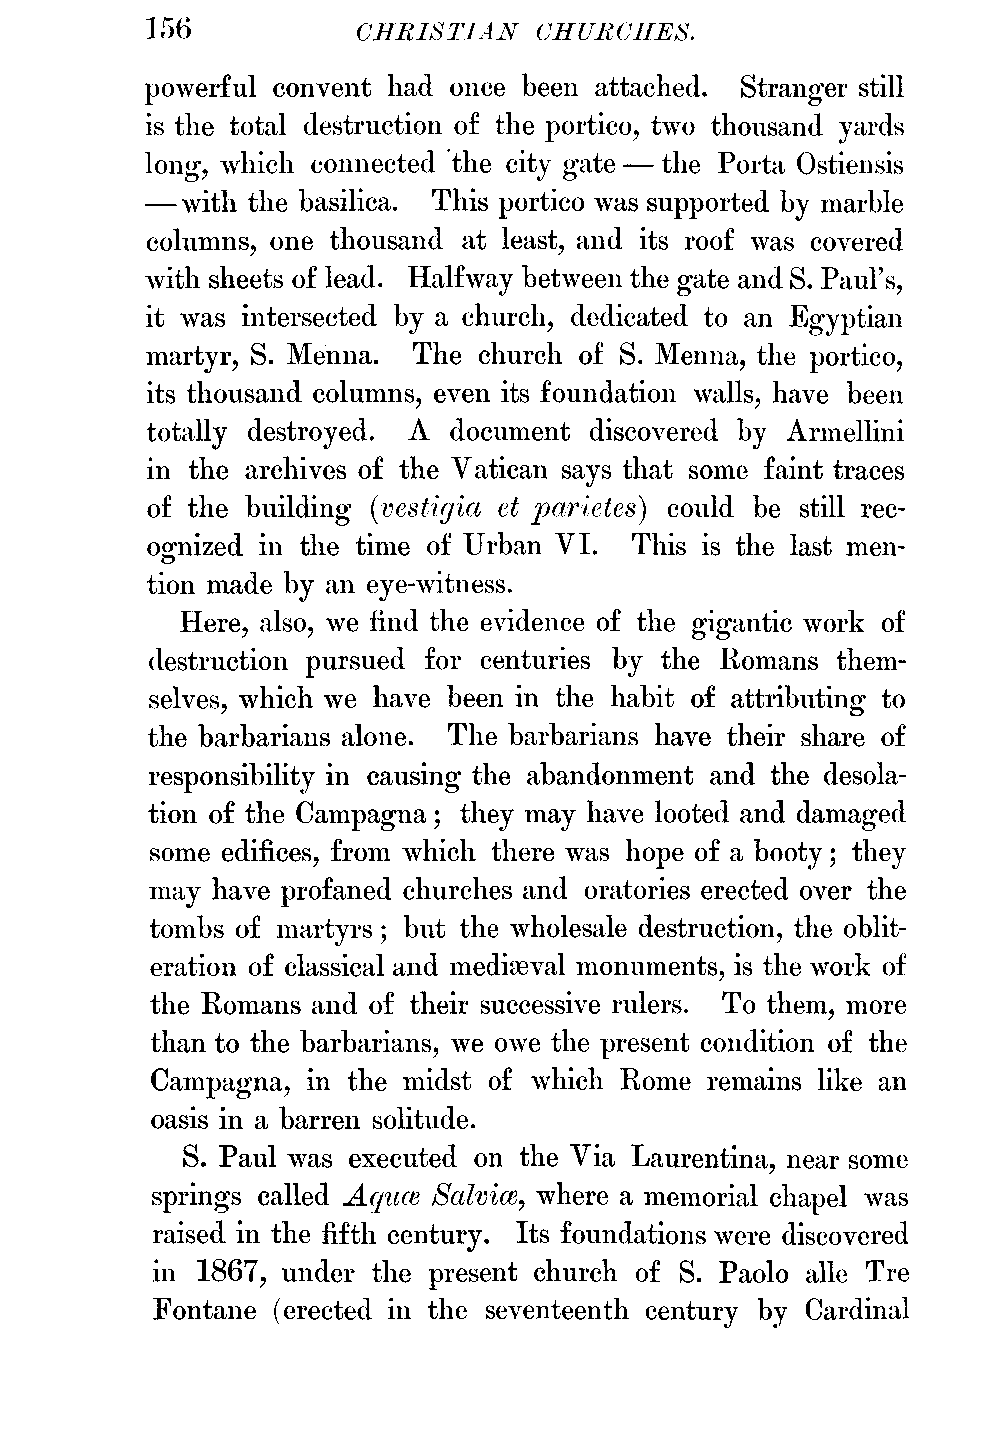 156 CHRISTIAN CHURCHES.
powerful convent had once been attached. Stranger still
is the total destruction of the portico, two thousand yards
long, which connected the city gate — the Porta Ostiensis
— with the basilica. This portico was supported by marble
columns, one thousand at least, and its roof was covered
with sheets of lead. Halfway between the gate and S. Paul's,
it was intersected by a church, dedicated to an Egyptian
martyr, S. Menna. The church of S. Menna, the portico,
its thousand columns, even its foundation walls, have been
totally destroyed. A document discovered by Armellini
in the archives of the Vatican says that some faint traces
of the building (vestigia et parietes) could be still rec-
ognized in the time of Urban VI. This is the last men-
tion made by an eye-witness.
Here, also, we find the evidence of the gigantic work of
destruction pursued for centuries by the Romans them-
selves, which we have been in the habit of attributing to
the barbarians alone. The barbarians have their share of
responsibility in causing the abandonment and the desola-
tion of the Campagna; they may have looted and damaged
some edifices, from which there was hope of a booty; they
may have profaned churches and oratories erected over the
tombs of martyrs; but the wholesale destruction, the oblit-
eration of classical and mediæval monuments, is the work of
the Romans and of their successive rulers. To them, more
than to the barbarians, we owe the present condition of the
Campagna, in the midst of which Rome remains like an
oasis in a barren solitude.
S. Paul was executed on the Via Laurentina, near some
springs called Aquæ Salviæ, where a memorial chapel was
raised in the fifth century. Its foundations were discovered
in 1867, under the present church of S. Paolo alle Tre
Fontane (erected in the seventeenth century by Cardinal